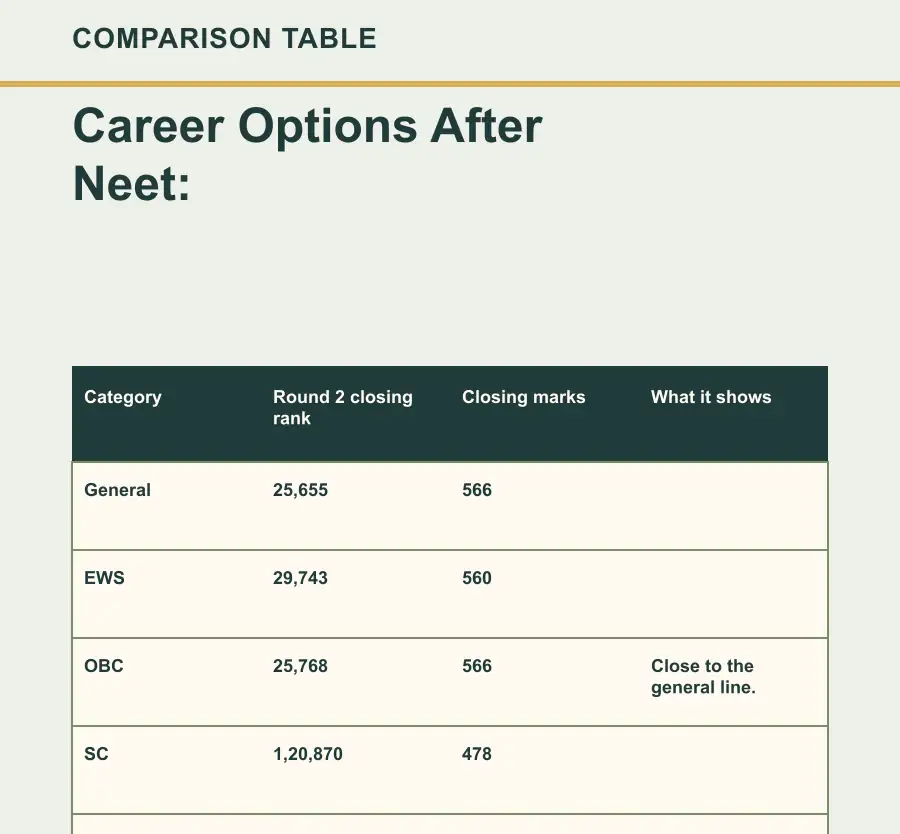 COMPARISON TABLE
Career Options After
Neet:
Category Round 2 closing rank Closing marks What it shows
General 25,655 566
EWS 29,743 560
OBC 25,768 566 Close to the general line.
SC 1,20,870 478